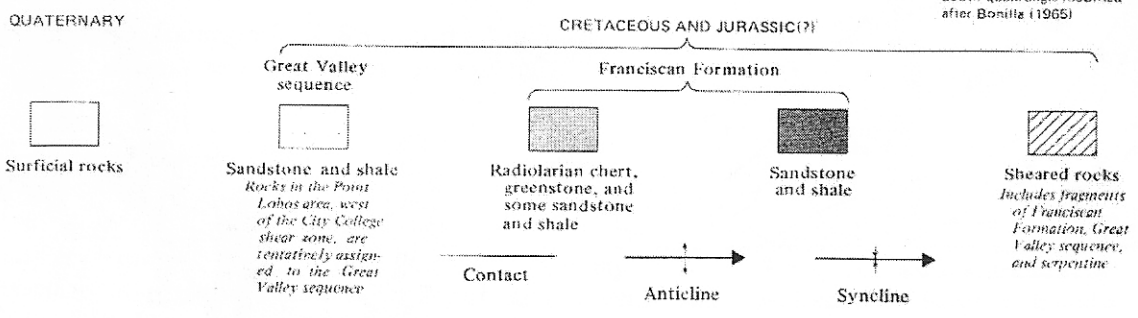 after Bonilla (1965)
QUATERNARY
CRETACEOUS AND JURASSIC(?)
Great Valley
sequence
Franciscan Formation
Surficial rocks
Sandstone and shale
Rocks in the Point
Lobos area, west
of the City College
shear zone, are
tentatively assign-
ed to the Great
Valley sequence
Radiolarian chert,
greenstone, and
some sandstone
and shale
Sandstone
and shale
Sheared rocks
Includes fragments
of Franciscan
Formation, Great
Valley sequence,
and serpentine
Contact
Anticline
Syncline